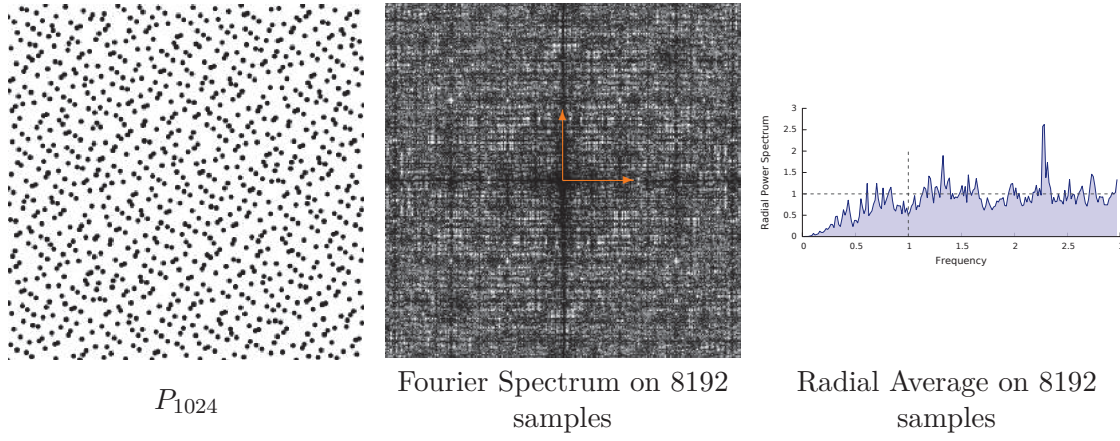 3
2.5
2
1.5
1
0.5
0
Radial Power Spectrum
0 0.5 1 1.5 2 2.5 3
Frequency
P1024
Fourier Spectrum on 8192
samples
Radial Average on 8192
samples